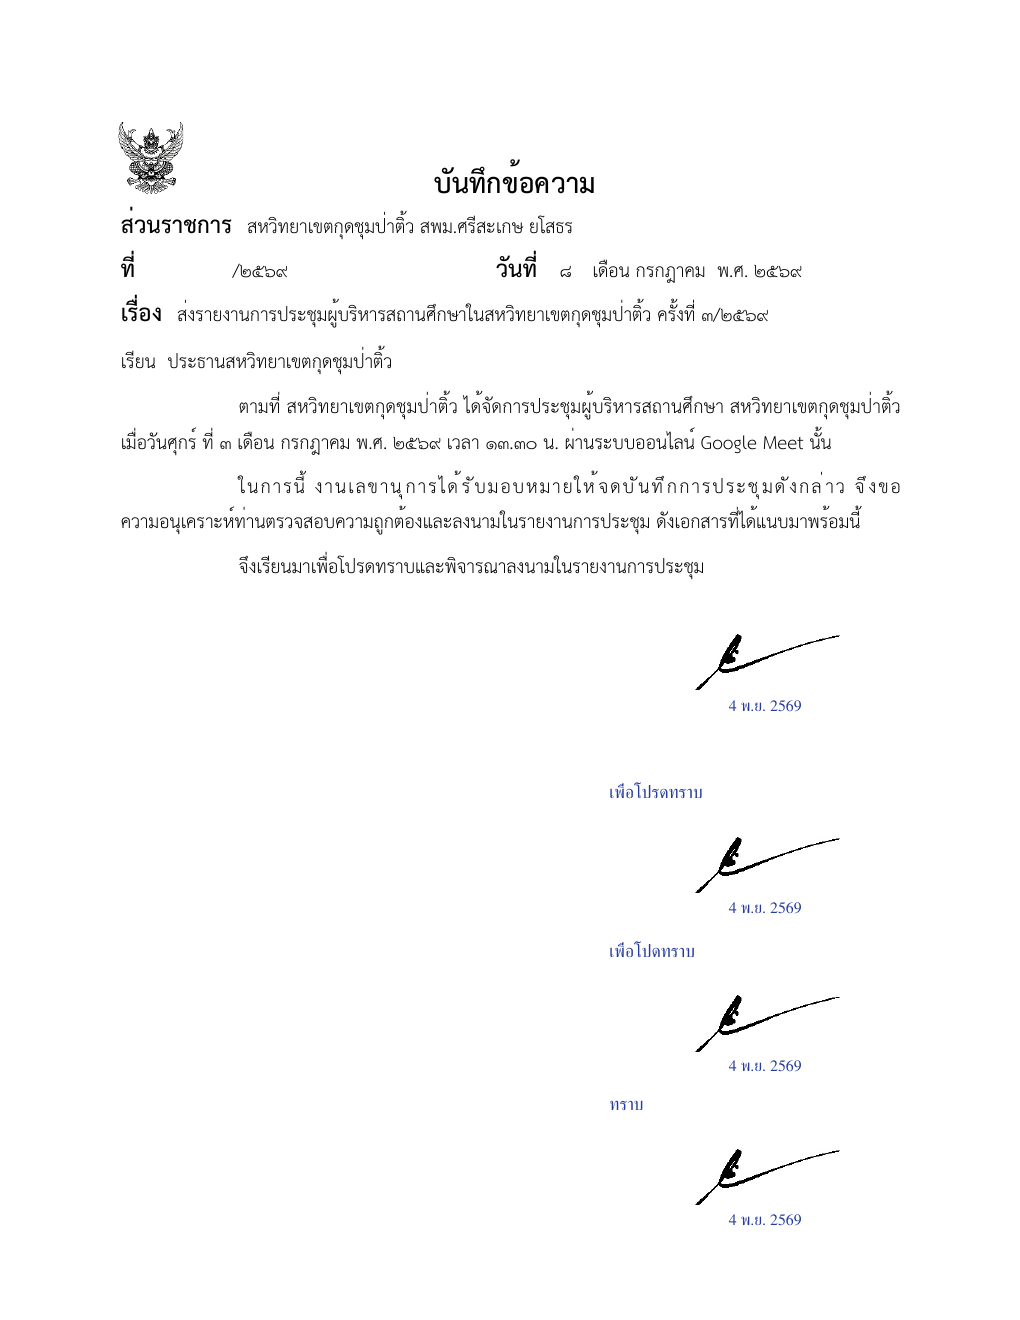 บันทึกข้อความ
ส่วนราชการ สหวิทยาเขตกุดชุมป่าติ้ว สพม.ศรีสะเกษ ยโสธร
ที่ /๒๕๖๙ วันที่ ๘ เดือน กรกฎาคม พ.ศ. ๒๕๖๙
เรื่อง ส่งรายงานการประชุมผู้บริหารสถานศึกษาในสหวิทยาเขตกุดชุมป่าติ้ว ครั้งที่ ๓/๒๕๖๙
เรียน ประธานสหวิทยาเขตกุดชุมป่าติ้ว
ตามที่ สหวิทยาเขตกุดชุมป่าติ้ว ได้จัดการประชุมผู้บริหารสถานศึกษา สหวิทยาเขตกุดชุมป่าติ้ว
เมื่อวันศุกร์ ที่ ๓ เดือน กรกฎาคม พ.ศ. ๒๕๖๙ เวลา ๑๓.๓๐ น. ผ่านระบบออนไลน์ Google Meet นั้น
ในการนี้ งานเลขานุการได้รับมอบหมายให้จดบันทึกการประชุมดังกล่าว จึงขอ
ความอนุเคราะห์ท่านตรวจสอบความถูกต้องและลงนามในรายงานการประชุม ดังเอกสารที่ได้แนบมาพร้อมนี้
จึงเรียนมาเพื่อโปรดทราบและพิจารณาลงนามในรายงานการประชุม
4 พ.ย. 2569
เพื่อโปรดทราบ
4 พ.ย. 2569
เพื่อโปดทราบ
4 พ.ย. 2569
ทราบ
4 พ.ย. 2569